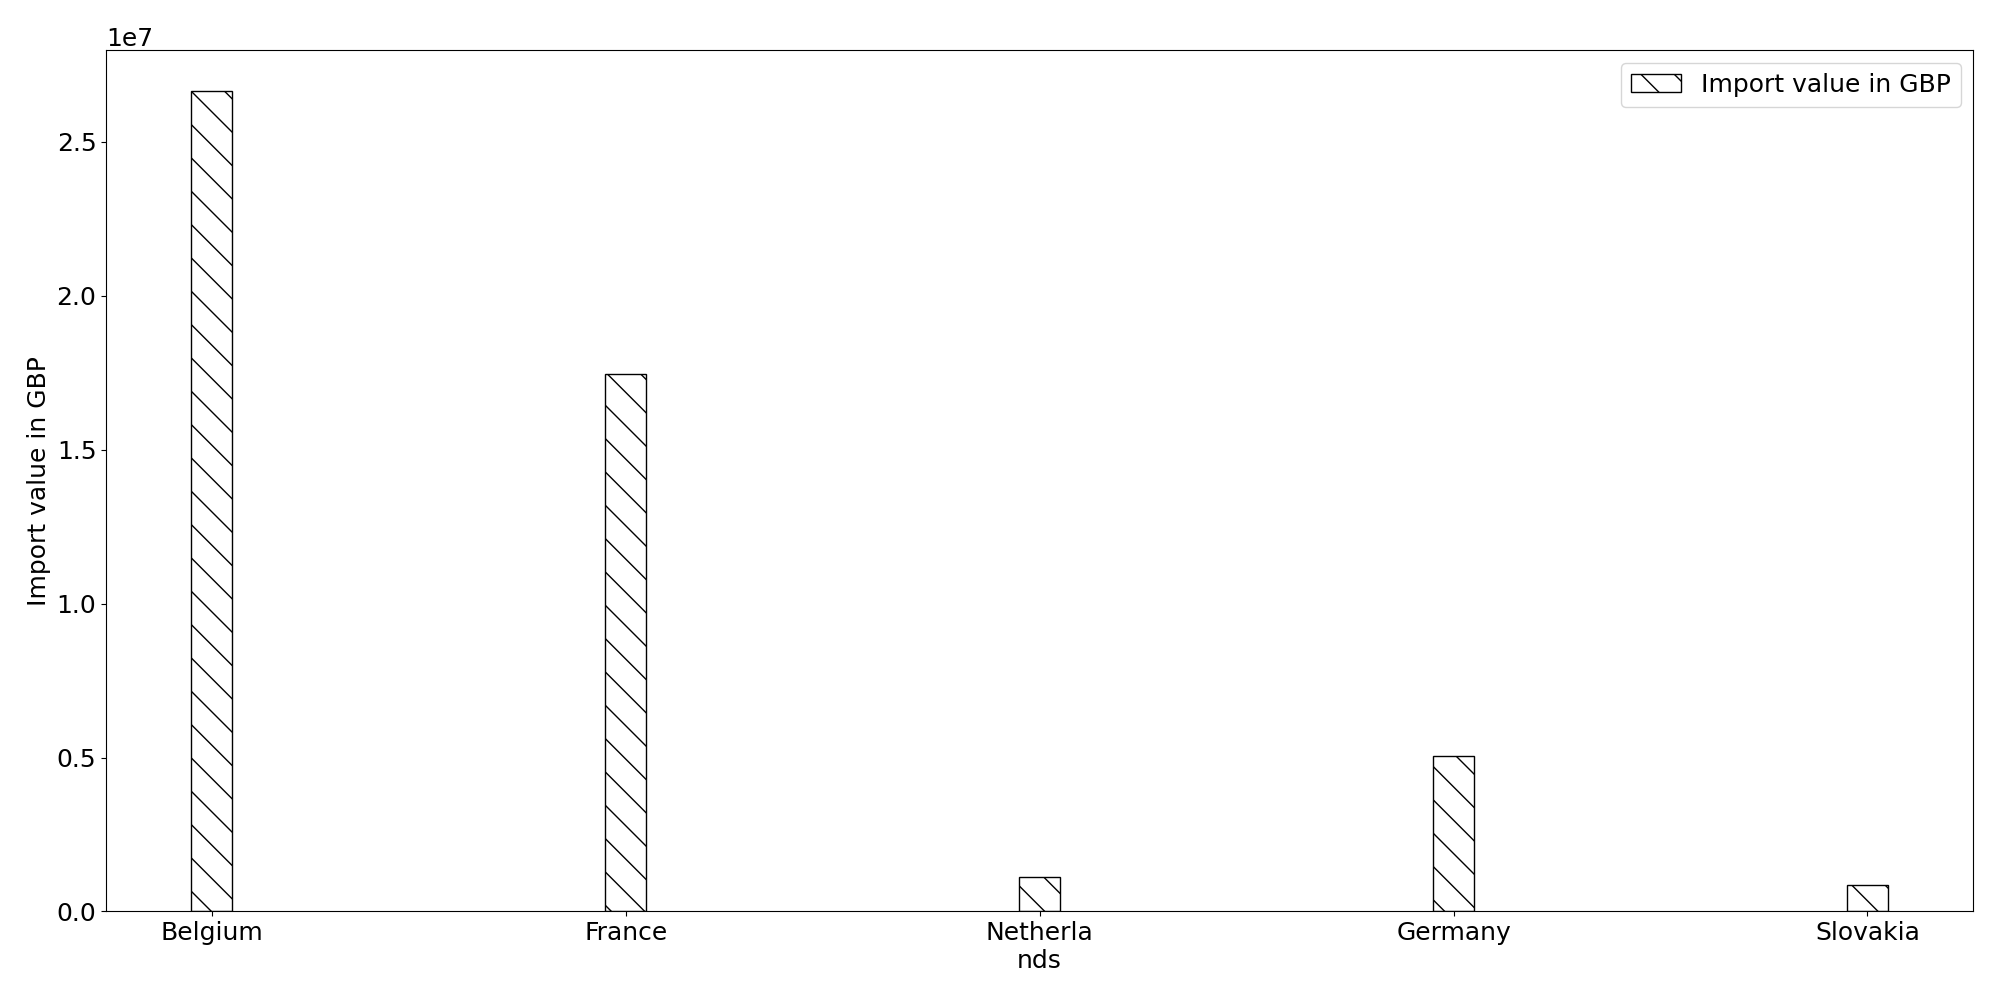 1e7
Import value in GBP
2.5
2.0
1.5
1.0
0.5
0.0
Import value in GBP
Belgium
France
Netherla
nds
Germany
Slovakia